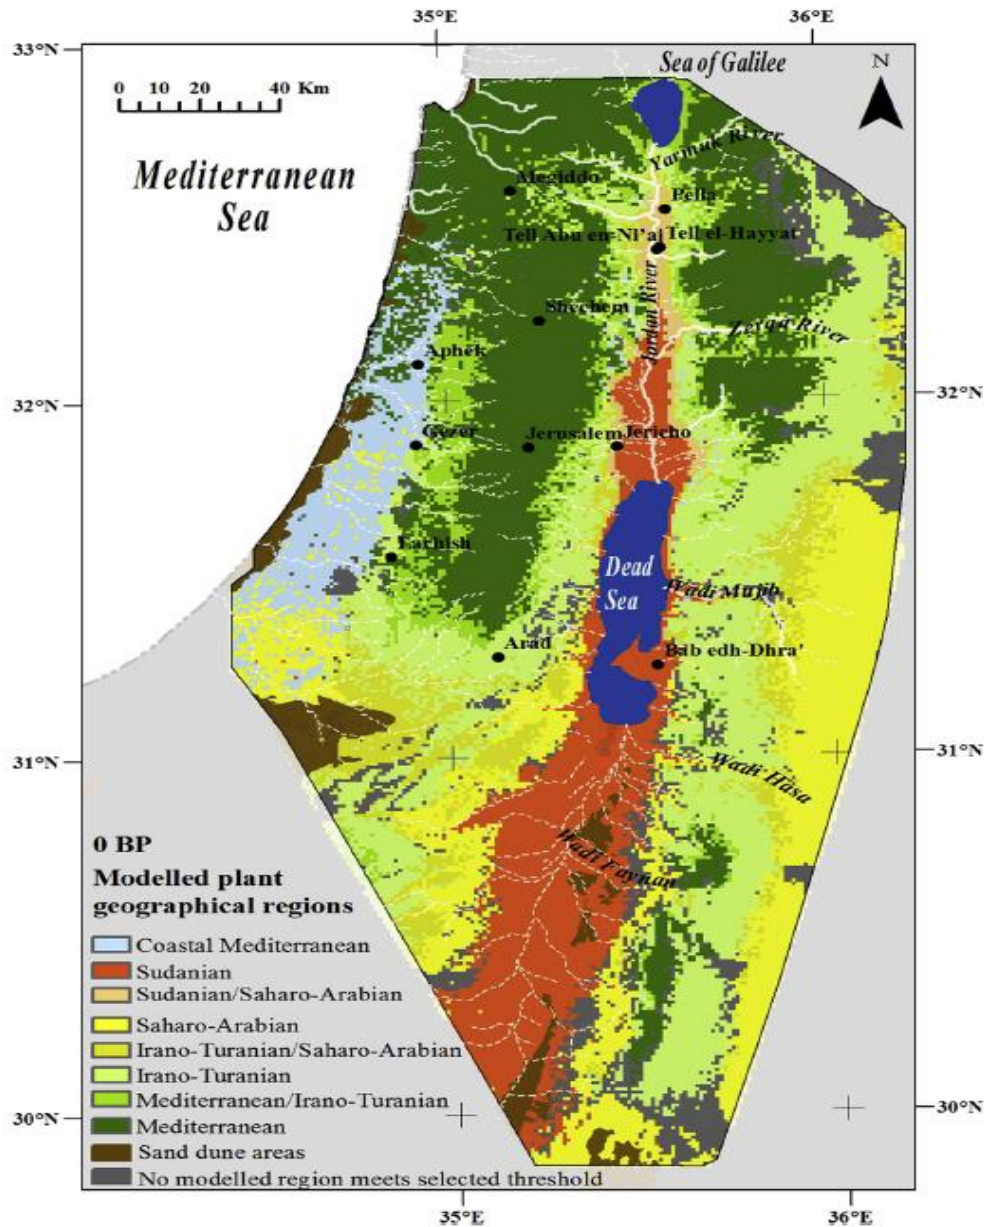 35°E
36°E
33°N
Sea of Galilee
N
0 10 20 40 Km
Yarmuk River
Mediterranean
Sea
Megiddo
Pella
Tell Abu en-Ni'aj
Tell el-Hayyat
Jordan River
Shechem
Zerqa River
Aphek
32°N
32°N
Gezer
Jerusalem
Jericho
Lachish
Dead
Sea
Wadi Mujib
Arad
Bab edh-Dhra'
31°N
31°N
Wadi Hasa
Wadi Faynan
0 BP
Modelled plant
geographical regions
Coastal Mediterranean
Sudanian
Sudanian/Saharo-Arabian
Saharo-Arabian
Irano-Turanian/Saharo-Arabian
Irano-Turanian
Mediterranean/Irano-Turanian
Mediterranean
Sand dune areas
No modelled region meets selected threshold
30°N
30°N
35°E
36°E